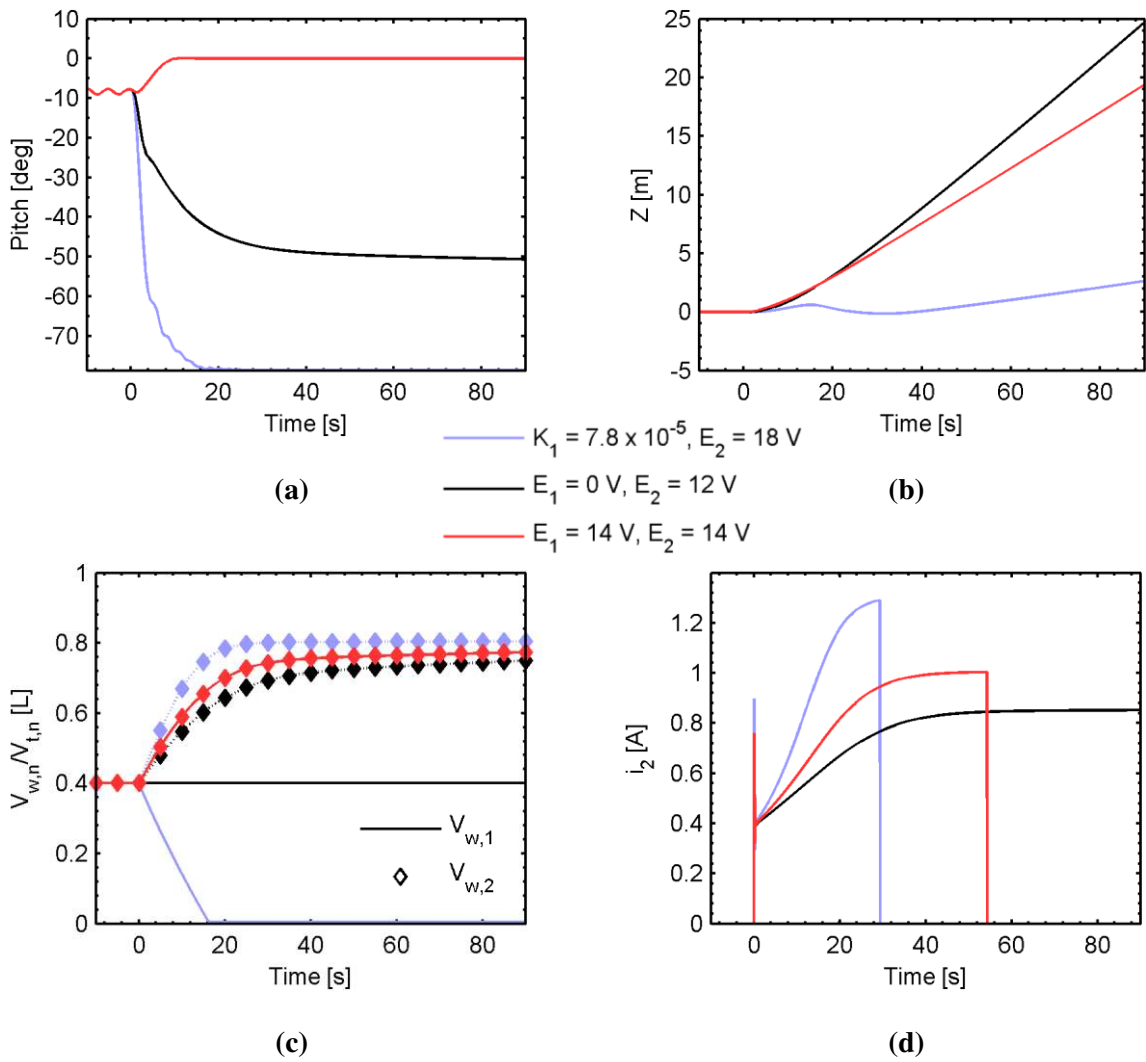 10
0
-10
-20
-30
-40
-50
-60
-70
Pitch [deg]
0 20 40 60 80
Time [s]
(a)
25
20
15
10
5
0
-5
Z [m]
0 20 40 60 80
Time [s]
(b)
K₁ = 7.8 x 10⁻⁵, E₂ = 18 V
E₁ = 0 V, E₂ = 12 V
E₁ = 14 V, E₂ = 14 V
1
0.8
0.6
0.4
0.2
0
V_w,n/V_t,n [L]
V_w,1
V_w,2
0 20 40 60 80
Time [s]
(c)
1.2
1
0.8
0.6
0.4
0.2
0
i₂ [A]
0 20 40 60 80
Time [s]
(d)